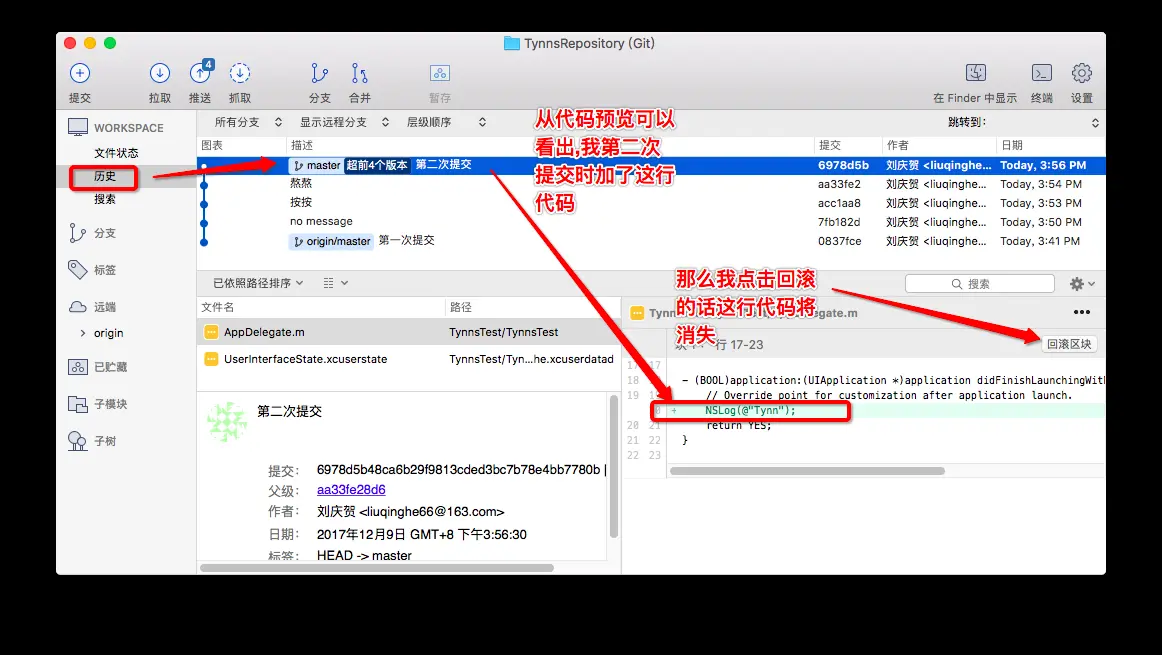 TynnsRepository (Git)
4
提交
拉取
推送
抓取
分支
合并
暂存
在 Finder 中显示
终端
设置
WORKSPACE
文件状态
历史
搜索
分支
标签
远端
origin
已贮藏
子模块
子树
所有分支
显示远程分支
层级顺序
跳转到:
图表
描述
提交
作者
日期
master 超前4个版本 第二次提交 6978d5b 刘庆贺 <liuqinghe... Today, 3:56 PM
熬熬 aa33fe2 刘庆贺 <liuqinghe... Today, 3:54 PM
按按 acc1aa8 刘庆贺 <liuqinghe... Today, 3:53 PM
no message 7fb182d 刘庆贺 <liuqinghe... Today, 3:50 PM
origin/master 第一次提交 0837fce 刘庆贺 <liuqinghe... Today, 3:41 PM
从代码预览可以
看出,我第二次
提交时加了这行
代码
已依照路径排序
搜索
文件名
路径
AppDelegate.m TynnsTest/TynnsTest
UserInterfaceState.xcuserstate TynnsTest/Tyn...he.xcuserdatad
那么我点击回滚
的话这行代码将
消失
Tynn
legate.m
行 17-23
回滚区块
17 17
18 - (BOOL)application:(UIApplication *)application didFinishLaunchingWith
19 // Override point for customization after application launch.
+ NSLog(@"Tynn");
20 21 return YES;
21 22 }
22 23
第二次提交
提交: 6978d5b48ca6b29f9813cded3bc7b78e4bb7780b
父级: aa33fe28d6
作者: 刘庆贺 <liuqinghe66@163.com>
日期: 2017年12月9日 GMT+8 下午3:56:30
标签: HEAD -> master